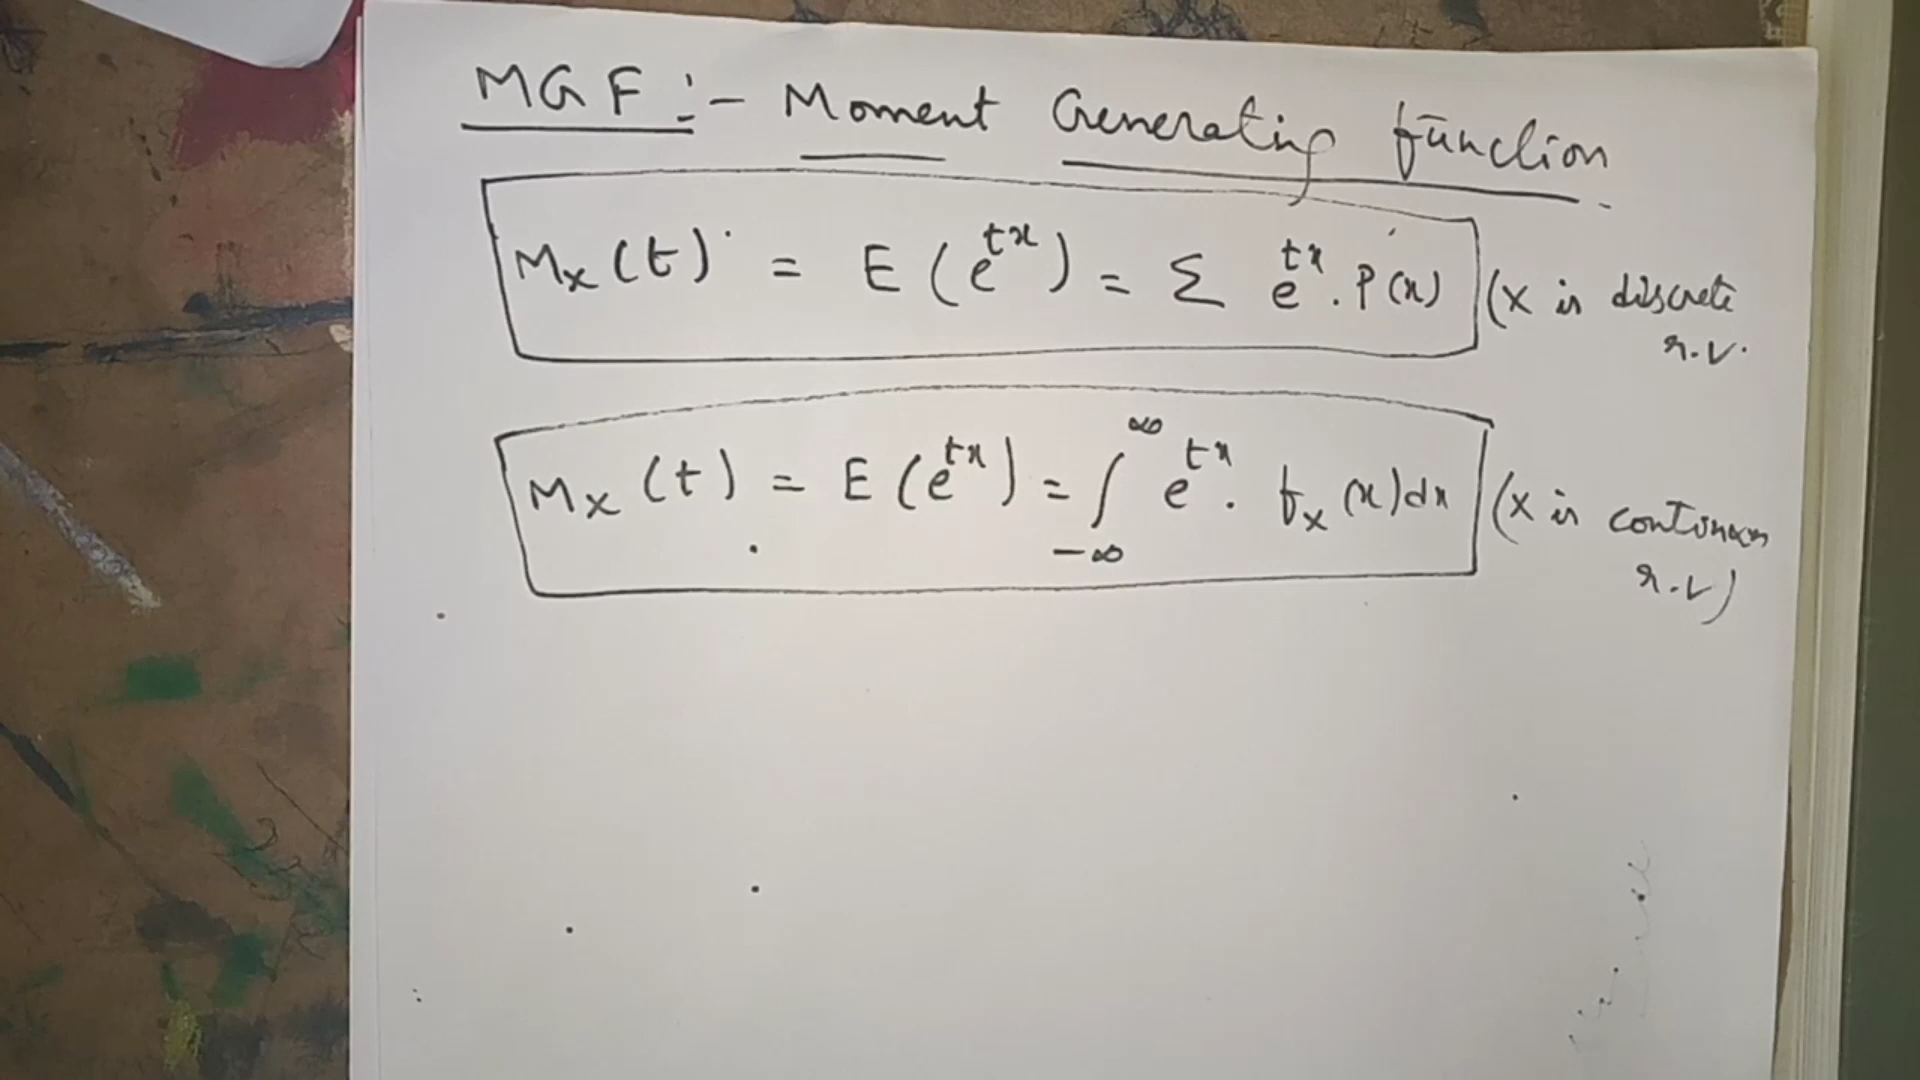 MGF :- Moment Generating function
Mx(t) = E(e^tx) = Σ e^tx . P(x) (X is discrete
r.v.
Mx(t) = E(e^tx) = ∫_-∞^∞ e^tx . fx(x)dx (X is continuous
r.v)